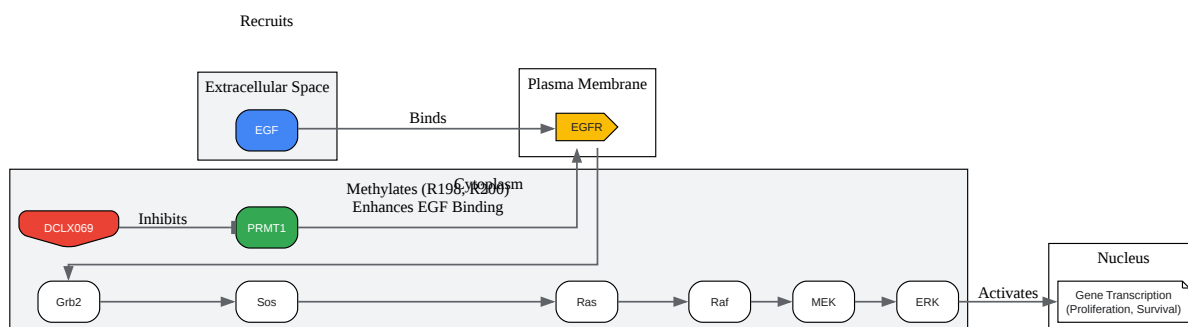 Recruits
Extracellular Space
Plasma Membrane
EGF
Binds
EGFR
Cytoplasm
Methylates (R198, R200)
Enhances EGF Binding
DCLX069
Inhibits
PRMT1
Nucleus
Grb2
Sos
Ras
Raf
MEK
ERK
Activates
Gene Transcription
(Proliferation, Survival)